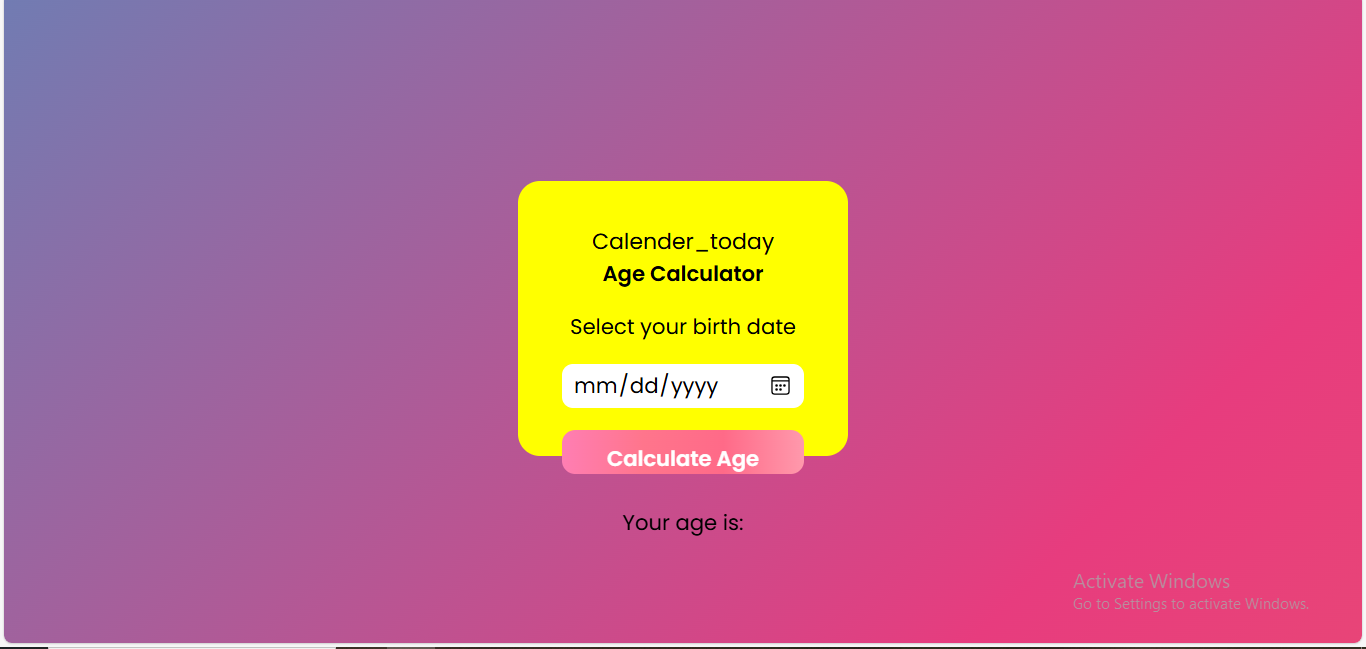 Calender_today
Age Calculator
Select your birth date
mm/dd/yyyy
Calculate Age
Your age is:
Activate Windows
Go to Settings to activate Windows.